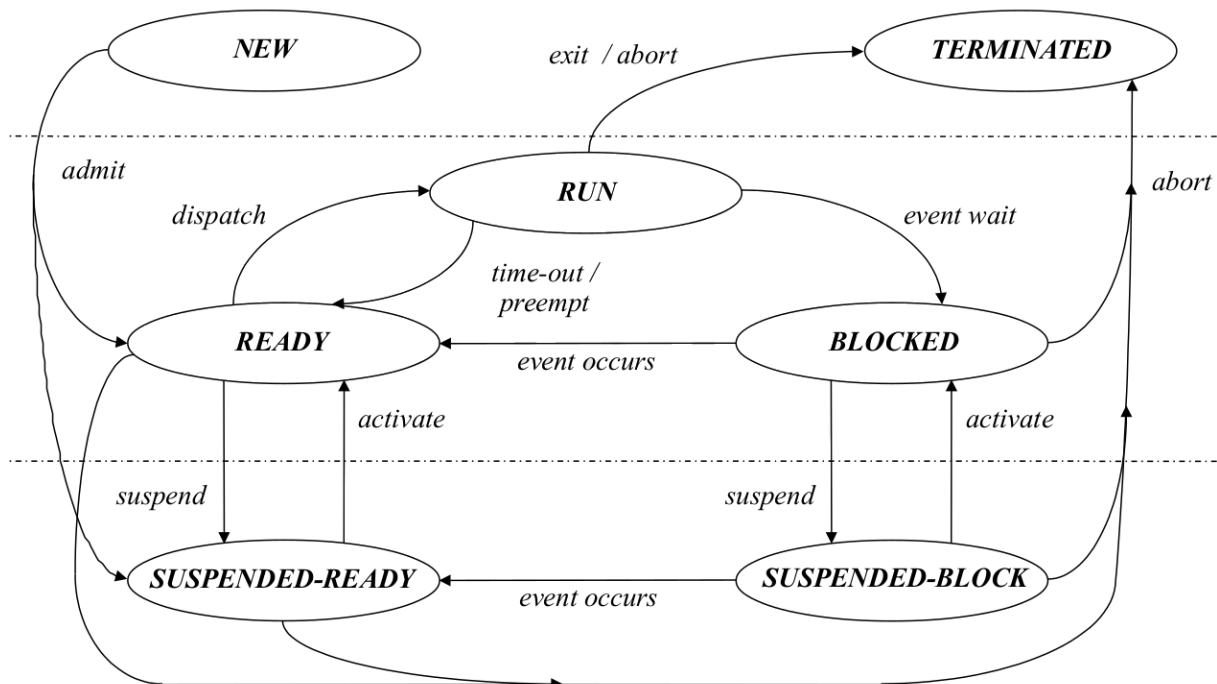 NEW
exit / abort
TERMINATED
admit
dispatch
RUN
event wait
abort
time-out /
preempt
READY
event occurs
BLOCKED
activate
activate
suspend
suspend
SUSPENDED-READY
event occurs
SUSPENDED-BLOCK